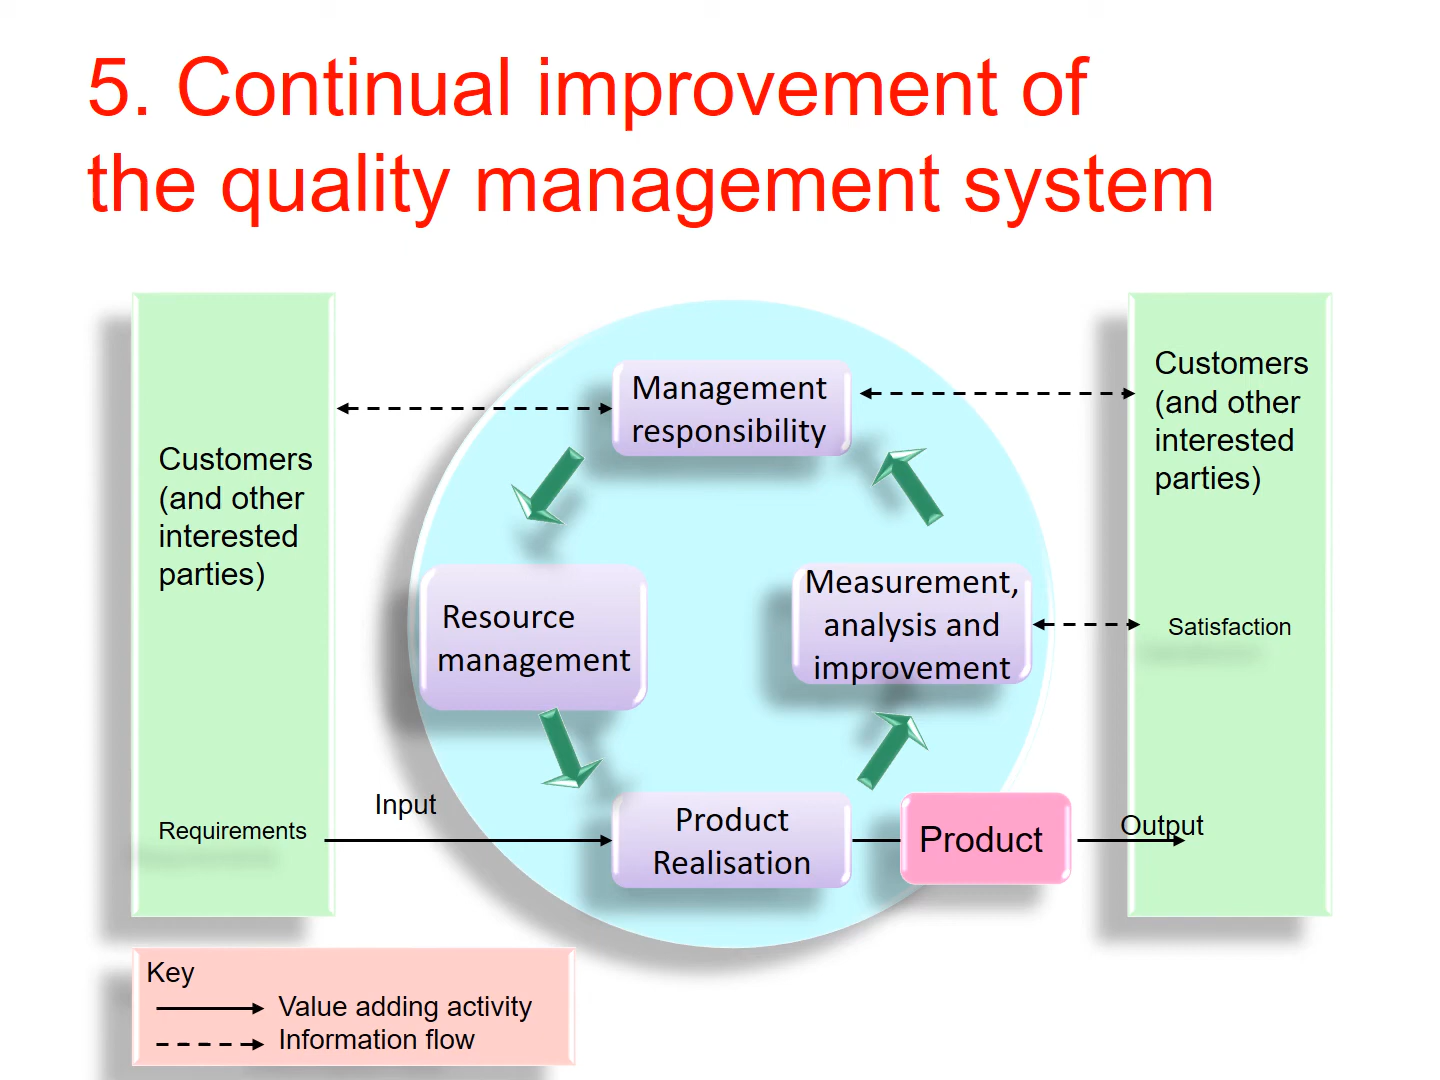 5. Continual improvement of
the quality management system
Customers
(and other
interested
parties)
Requirements
Input
Management
responsibility
Resource
management
Measurement,
analysis and
improvement
Product
Realisation
Product
Customers
(and other
interested
parties)
Satisfaction
Output
Key
Value adding activity
Information flow